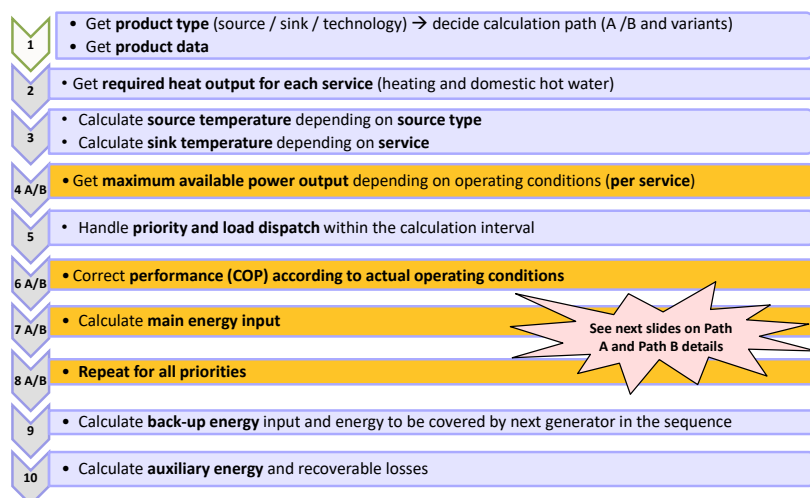 1
• Get product type (source / sink / technology) → decide calculation path (A /B and variants)
• Get product data
2
• Get required heat output for each service (heating and domestic hot water)
3
• Calculate source temperature depending on source type
• Calculate sink temperature depending on service
4 A/B
• Get maximum available power output depending on operating conditions (per service)
5
• Handle priority and load dispatch within the calculation interval
6 A/B
• Correct performance (COP) according to actual operating conditions
7 A/B
• Calculate main energy input
See next slides on Path
A and Path B details
8 A/B
• Repeat for all priorities
9
• Calculate back-up energy input and energy to be covered by next generator in the sequence
10
• Calculate auxiliary energy and recoverable losses